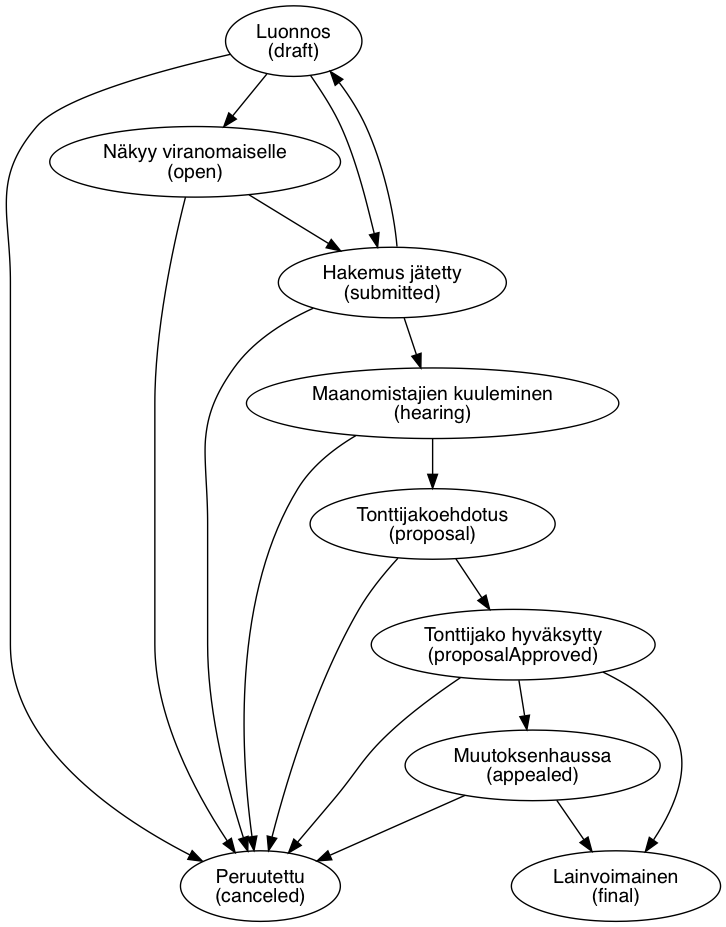 Luonnos
(draft)
Näkyy viranomaiselle
(open)
Hakemus jätetty
(submitted)
Maanomistajien kuuleminen
(hearing)
Tonttijakoehdotus
(proposal)
Tonttijako hyväksytty
(proposalApproved)
Muutoksenhaussa
(appealed)
Peruutettu
(canceled)
Lainvoimainen
(final)